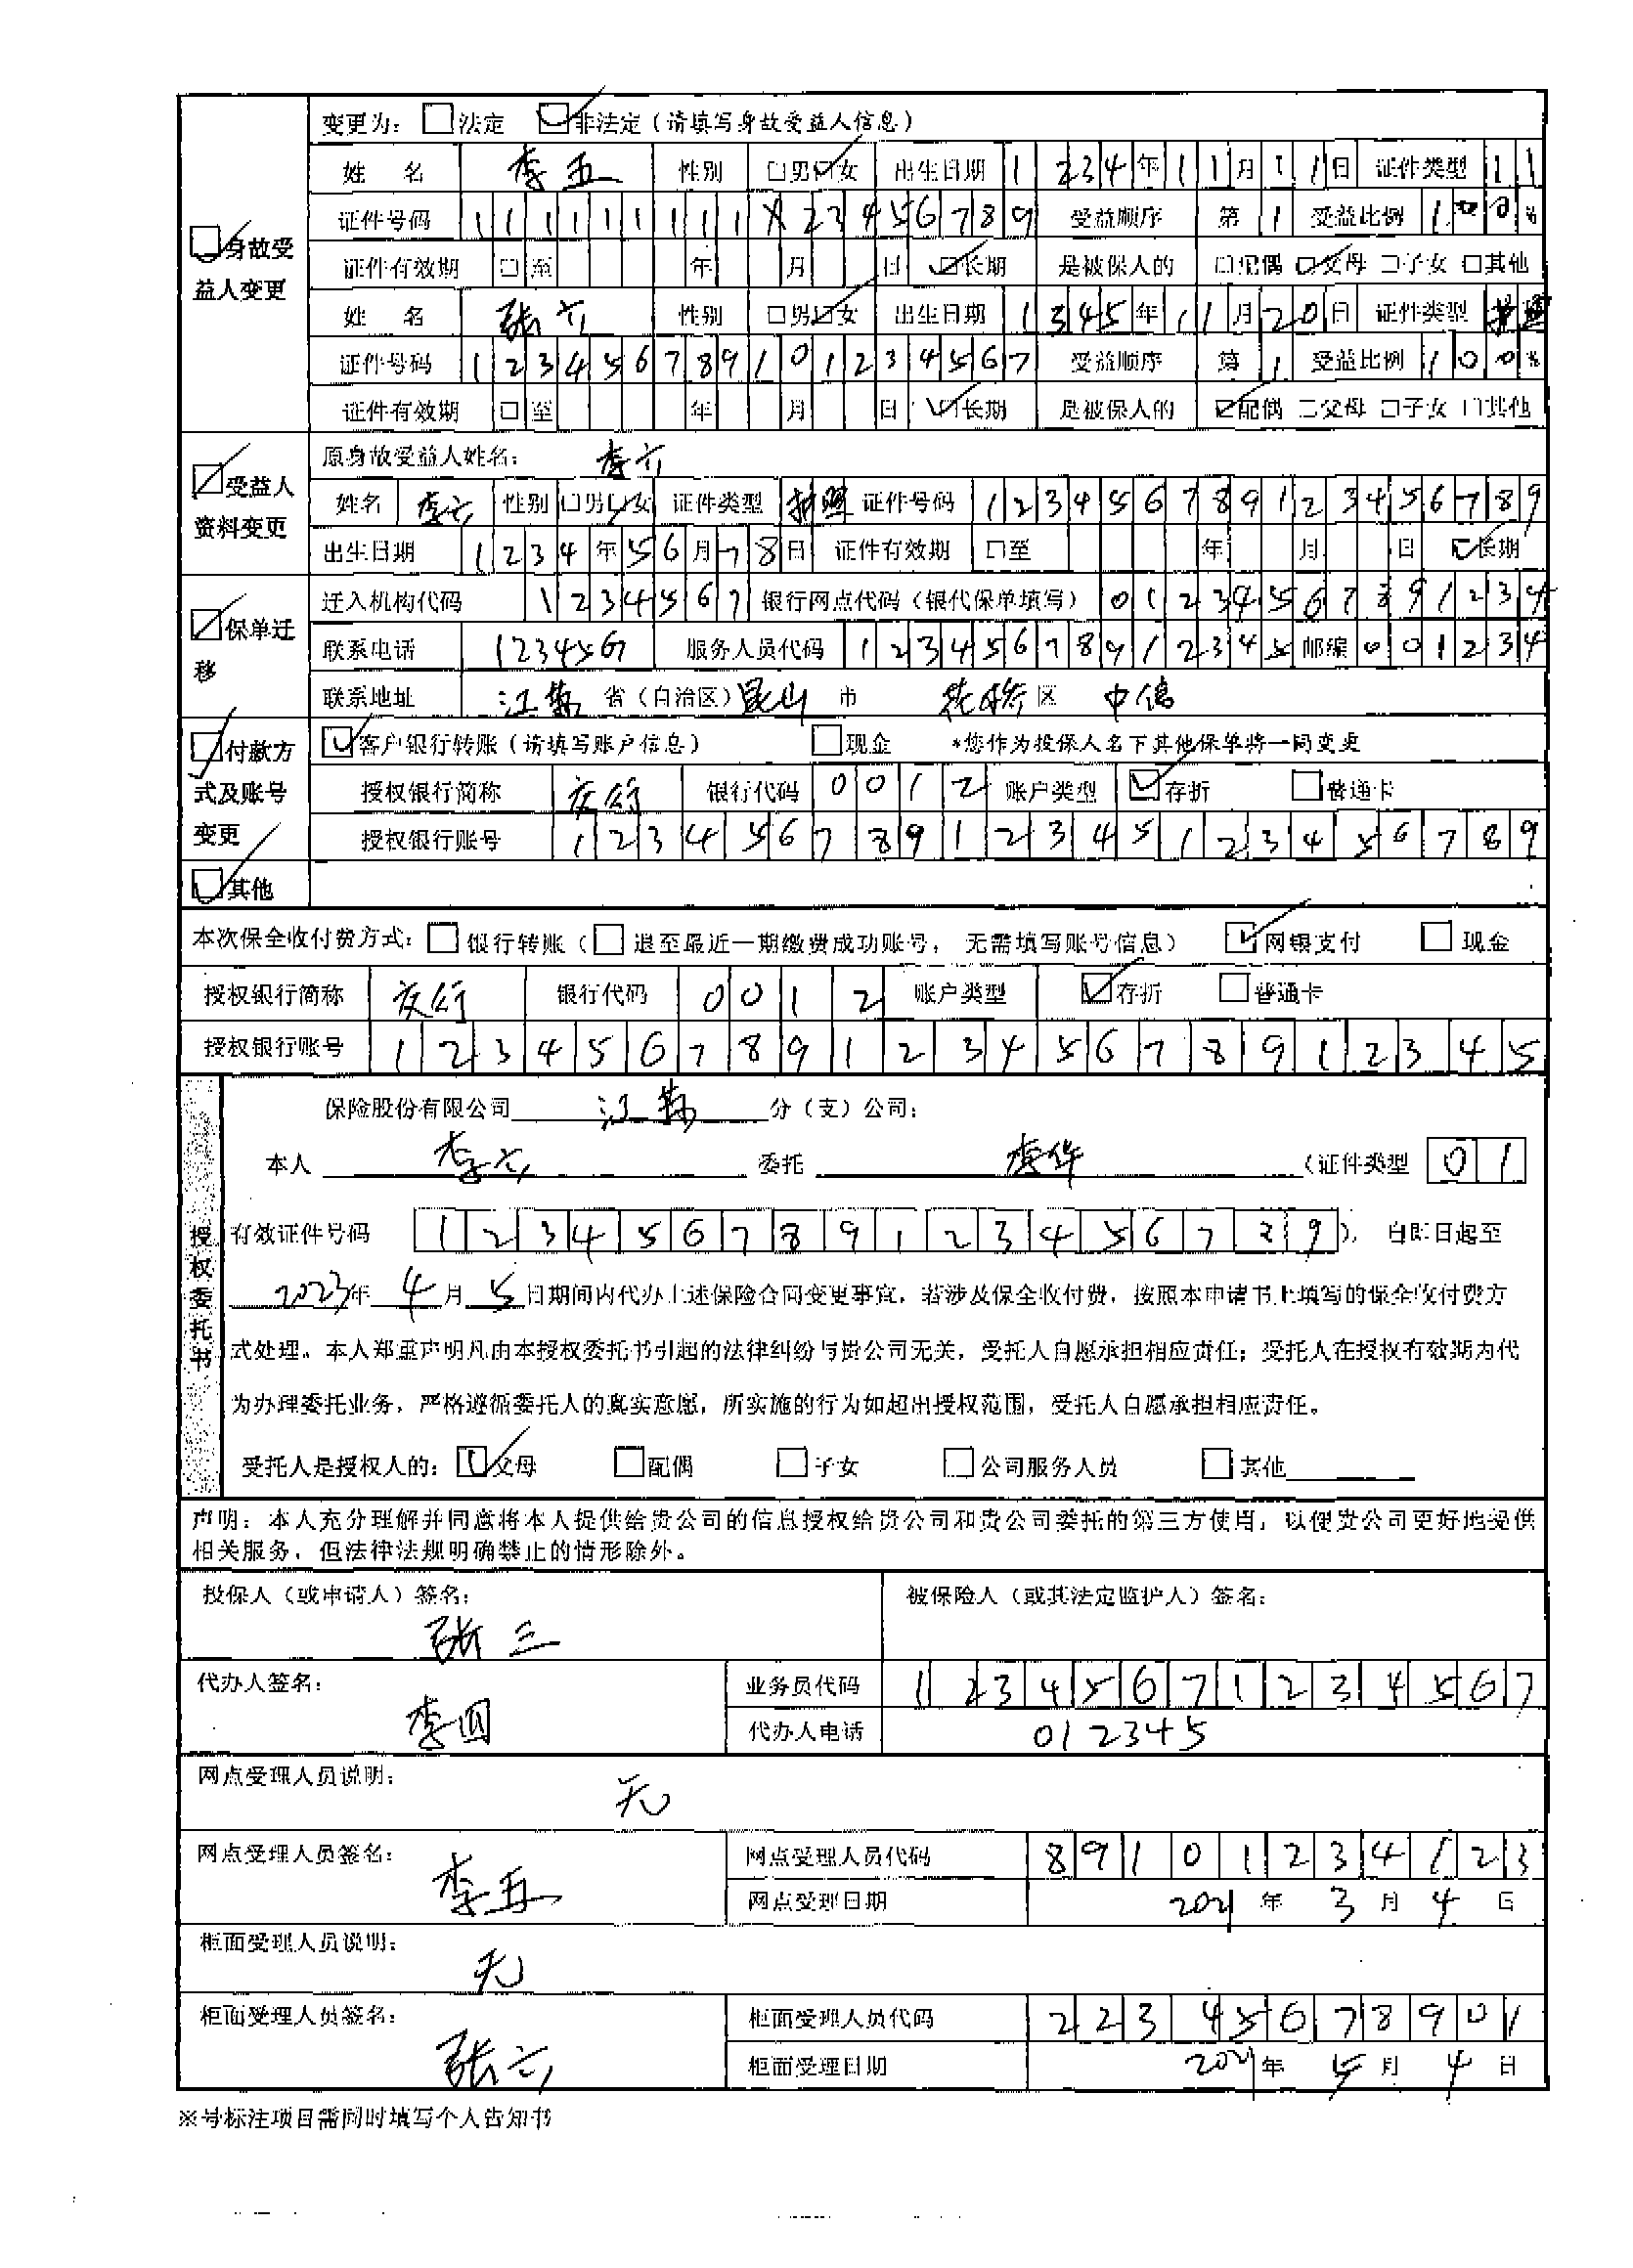 变更为：□法定 ☑非法定（请填写身故受益人信息）
☑身故受益人变更
姓 名 李五 性别 □男☑女 出生日期 1234年11月11日 证件类型 11
证件号码 111111111X23456789 受益顺序 第1 受益比例 100%
证件有效期 □至 年 月 日 ☑长期 是被保人的 □配偶 ☑父母 □子女 □其他
姓 名 张六 性别 □男☑女 出生日期 1345年11月20日 证件类型 护照
证件号码 123456789101234567 受益顺序 第1 受益比例 100%
证件有效期 □至 年 月 日 ☑长期 是被保人的 ☑配偶 □父母 □子女 □其他
☑受益人资料变更
原身故受益人姓名： 李六
姓名 李六 性别 □男☑女 证件类型 护照 证件号码 123456789123456789
出生日期 1234年56月78日 证件有效期 □至 年 月 日 ☑长期
☑保单迁移
迁入机构代码 1234567 银行网点代码（银代保单填写） 01234567891234
联系电话 123456 服务人员代码 12345678912345 邮编 001234
联系地址 江苏 省（自治区）昆山 市 花桥 区 中信
☑付款方式及账号变更
☑客户银行转账（请填写账户信息） □现金 *您作为投保人名下其他保单将一同变更
授权银行简称 农行 银行代码 0012 账户类型 ☑存折 □普通卡
授权银行账号 12345678912345123456789
☑其他
本次保全收付费方式：□银行转账（□退至最近一期缴费成功账号，无需填写账号信息） ☑网银支付 □现金
授权银行简称 农行 银行代码 0012 账户类型 ☑存折 □普通卡
授权银行账号 12345678912345678912345
授权委托书
保险股份有限公司 江苏 分（支）公司：
本人 李六 委托 李华 （证件类型 01
有效证件号码 123456789123456789），自即日起至
2023年 4 月 5 日期间内代办上述保险合同变更事宜，若涉及保全收付费，按照本申请书上填写的保全收付费方
式处理。本人郑重声明凡由本授权委托书引起的法律纠纷与贵公司无关，受托人自愿承担相应责任；受托人在授权有效期内代
为办理委托业务，严格遵循委托人的真实意愿，所实施的行为如超出授权范围，受托人自愿承担相应责任。
受托人是授权人的：☑父母 □配偶 □子女 □公司服务人员 □其他
声明：本人充分理解并同意将本人提供给贵公司的信息授权给贵公司和贵公司委托的第三方使用，以便贵公司更好地提供
相关服务，但法律法规明确禁止的情形除外。
投保人（或申请人）签名： 张三 被保险人（或其法定监护人）签名：
代办人签名： 李四 业务员代码 12345671234567
代办人电话 012345
网点受理人员说明： 无
网点受理人员签名： 李五 网点受理人员代码 89101234123
网点受理日期 2021 年 3 月 4 日
柜面受理人员说明： 无
柜面受理人员签名： 张六 柜面受理人员代码 22345678901
柜面受理日期 2021年 5 月 4 日
※号标注项目需同时填写个人告知书